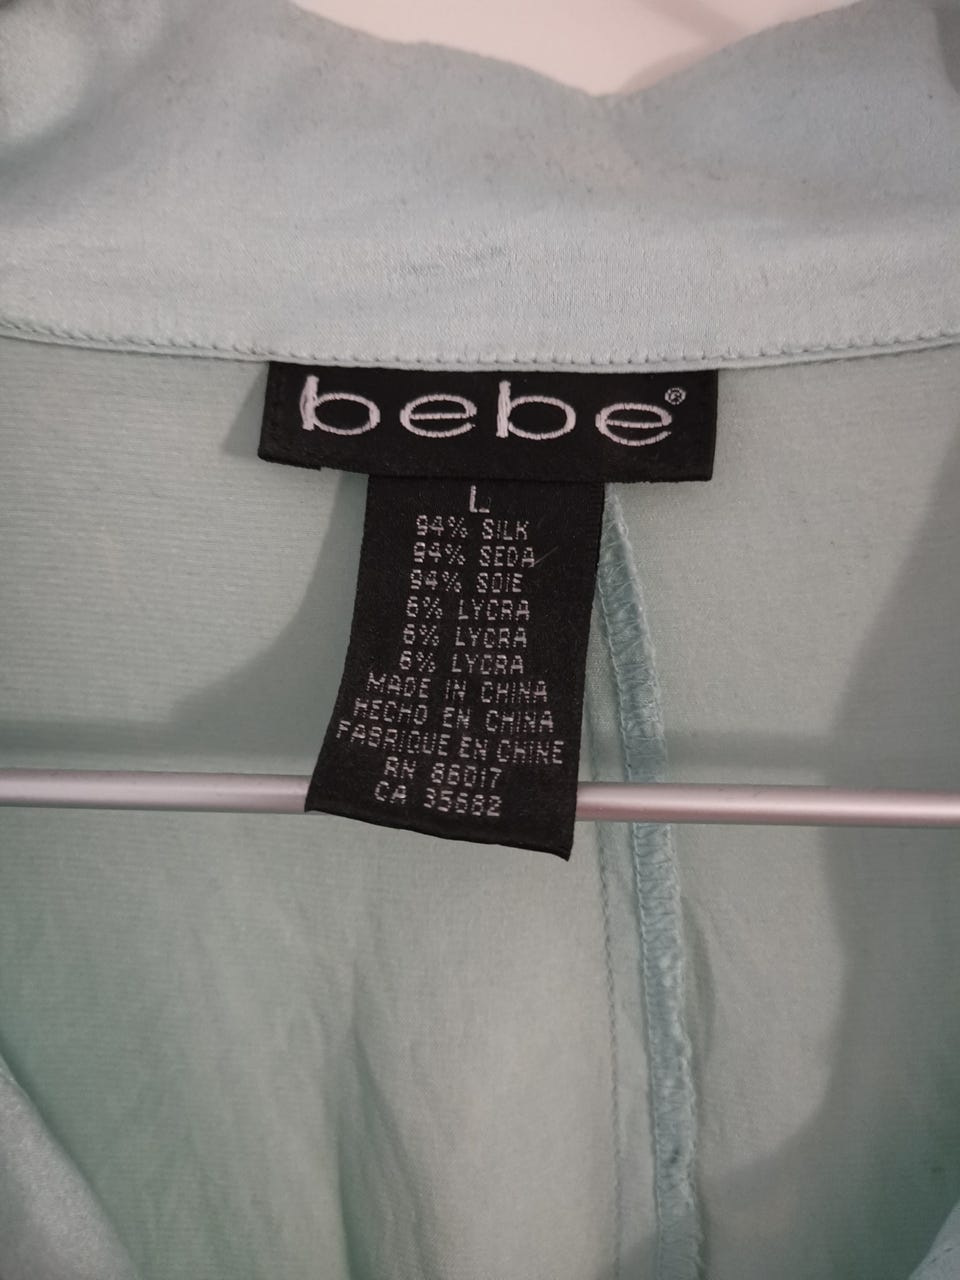 bebe®
L
94% SILK
94% SEDA
94% SOIE
6% LYCRA
6% LYCRA
6% LYCRA
MADE IN CHINA
HECHO EN CHINA
FABRIQUE EN CHINE
RN 86017
CA 35682